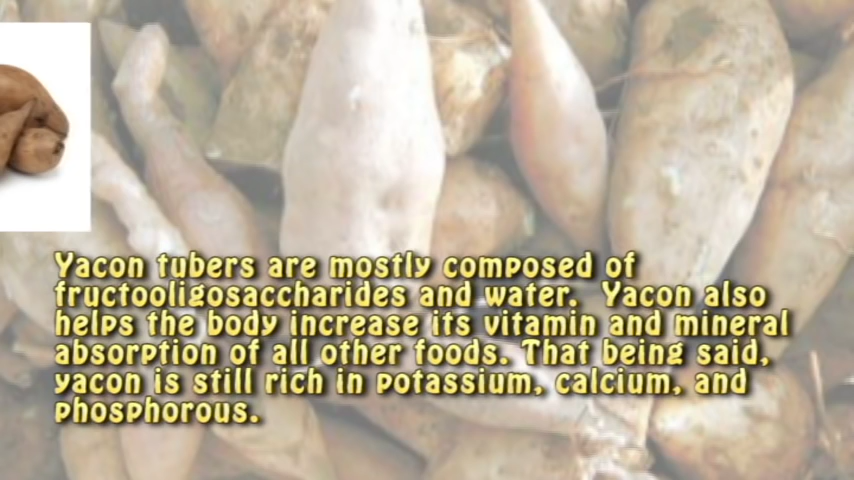 Yacon tubers are mostly composed of
fructooligosaccharides and water.  Yacon also
helps the body increase its vitamin and mineral
absorption of all other foods. That being said,
yacon is still rich in potassium, calcium, and
phosphorous.